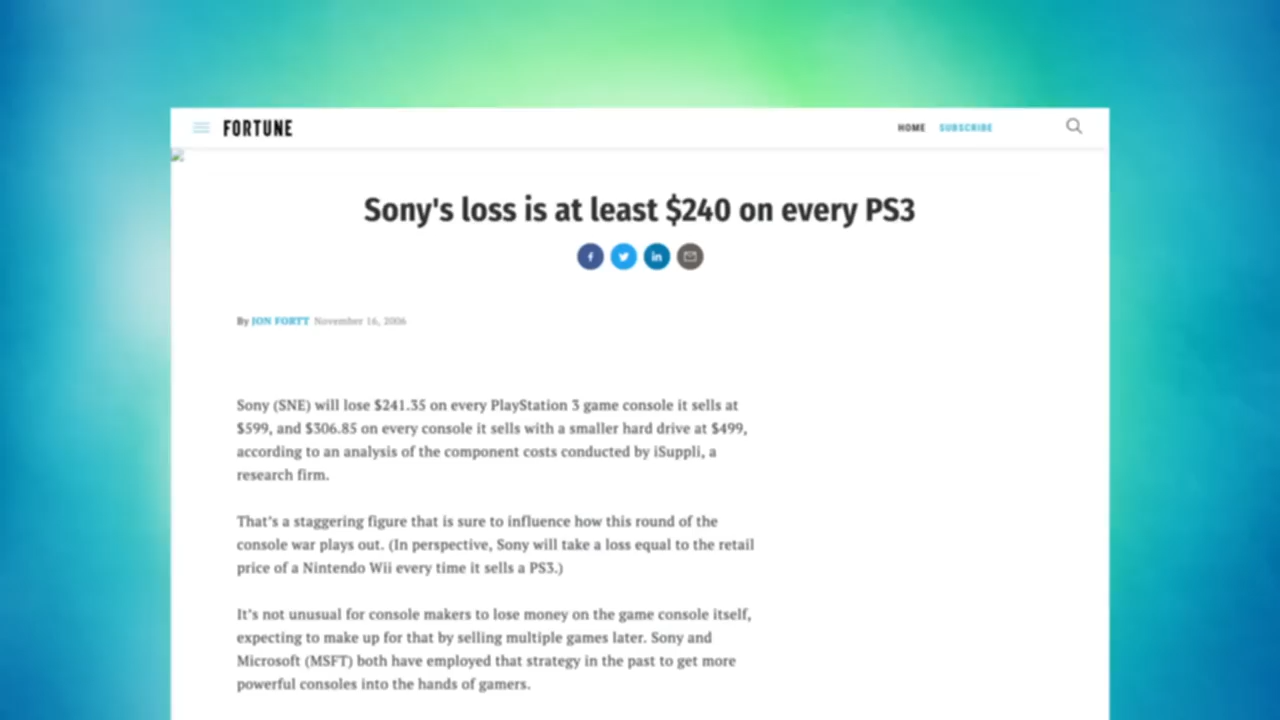 FORTUNE
HOME SUBSCRIBE
Sony's loss is at least $240 on every PS3
By JON FORTT November 16, 2006
Sony (SNE) will lose $241.35 on every PlayStation 3 game console it sells at
$599, and $306.85 on every console it sells with a smaller hard drive at $499,
according to an analysis of the component costs conducted by iSuppli, a
research firm.
That's a staggering figure that is sure to influence how this round of the
console war plays out. (In perspective, Sony will take a loss equal to the retail
price of a Nintendo Wii every time it sells a PS3.)
It's not unusual for console makers to lose money on the game console itself,
expecting to make up for that by selling multiple games later. Sony and
Microsoft (MSFT) both have employed that strategy in the past to get more
powerful consoles into the hands of gamers.